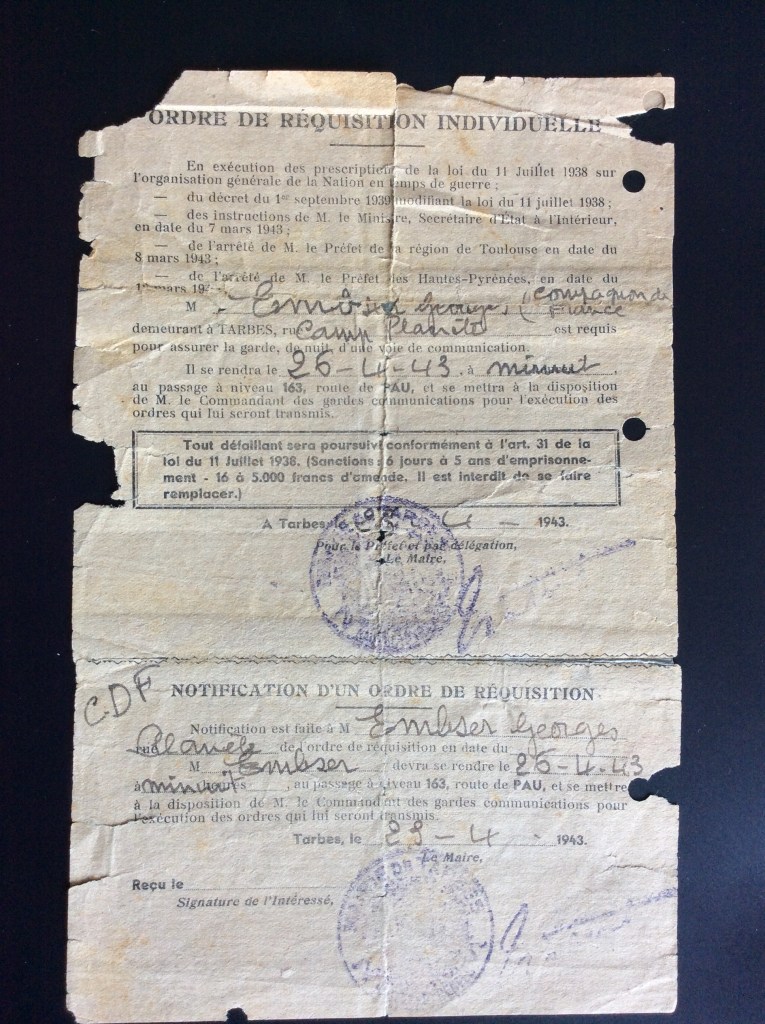 ORDRE DE RÉQUISITION INDIVIDUELLE
En exécution des prescriptions de la loi du 11 Juillet 1938 sur
l'organisation générale de la Nation en temps de guerre ;
— du décret du 1er septembre 1939 modifiant la loi du 11 juillet 1938 ;
— des instructions de M. le Ministre, Secrétaire d'État à l'Intérieur,
en date du 7 mars 1943 ;
— de l'arrêté de M. le Préfet de la région de Toulouse en date du
8 mars 1943 ;
— de l'arrêté de M. le Préfet des Hautes-Pyrénées, en date du
mars
M Embser Georges (Compagnon de
France
demeurant à TARBES, rue Camp Planète est requis
pour assurer la garde, de nuit, d'une voie de communication.
Il se rendra le 26-4-43 à minuit,
au passage à niveau 163, route de PAU, et se mettra à la disposition
de M. le Commandant des gardes communications pour l'exécution des
ordres qui lui seront transmis.
Tout défaillant sera poursuivi conformément à l'art. 31 de la
loi du 11 Juillet 1938. (Sanctions : 6 jours à 5 ans d'emprisonne-
ment - 16 à 5.000 francs d'amende. Il est interdit de se faire
remplacer.)
A Tarbes, le 4 - 1943.
Pour le Préfet et par délégation,
Le Maire,
CDF
NOTIFICATION D'UN ORDRE DE RÉQUISITION
Notification est faite à M Embser Georges
rue Planète de l'ordre de réquisition en date du
M Embser devra se rendre le 26-4-43
à minuit, au passage à niveau 163, route de PAU, et se mettre
à la disposition de M. le Commandant des gardes communications pour
l'exécution des ordres qui lui seront transmis.
Tarbes, le 23-4- 1943.
Le Maire,
Reçu le
Signature de l'Intéressé,